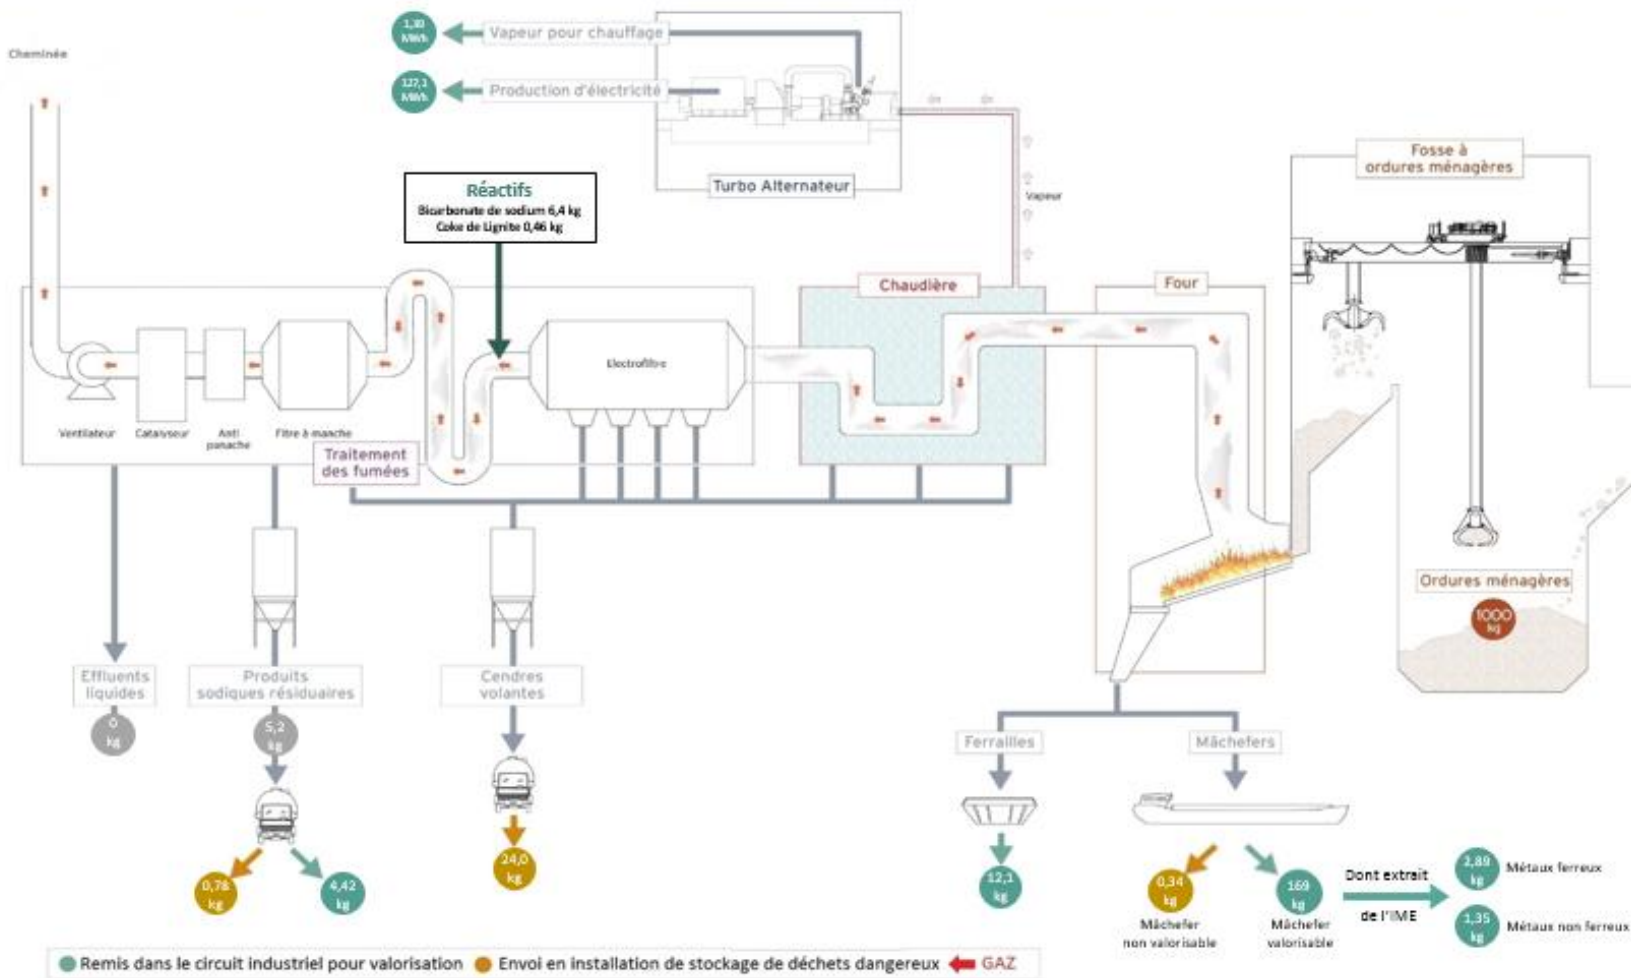 Cheminée
1,30
MWh
Vapeur pour chauffage
127,1
MWh
Production d'électricité
Turbo Alternateur
Vapeur
Fosse à
ordures ménagères
Réactifs
Bicarbonate de sodium 6,4 kg
Coke de Lignite 0,46 kg
Chaudière
Four
Electrofiltre
Ventilateur
Catalyseur
Anti
panache
Fitre à manche
Traitement
des fumées
Ordures ménagères
1000
kg
Effluents
liquides
0
kg
Produits
sodiques résiduaires
5,2
kg
Cendres
volantes
Ferrailles
Mâchefers
0,78
kg
4,42
kg
24,0
kg
12,1
kg
0,34
kg
Mâchefer
non valorisable
169
kg
Mâchefer
valorisable
Dont extrait
de l'IME
2,89
kg
Métaux ferreux
1,35
kg
Métaux non ferreux
Remis dans le circuit industriel pour valorisation
Envoi en installation de stockage de déchets dangereux
GAZ